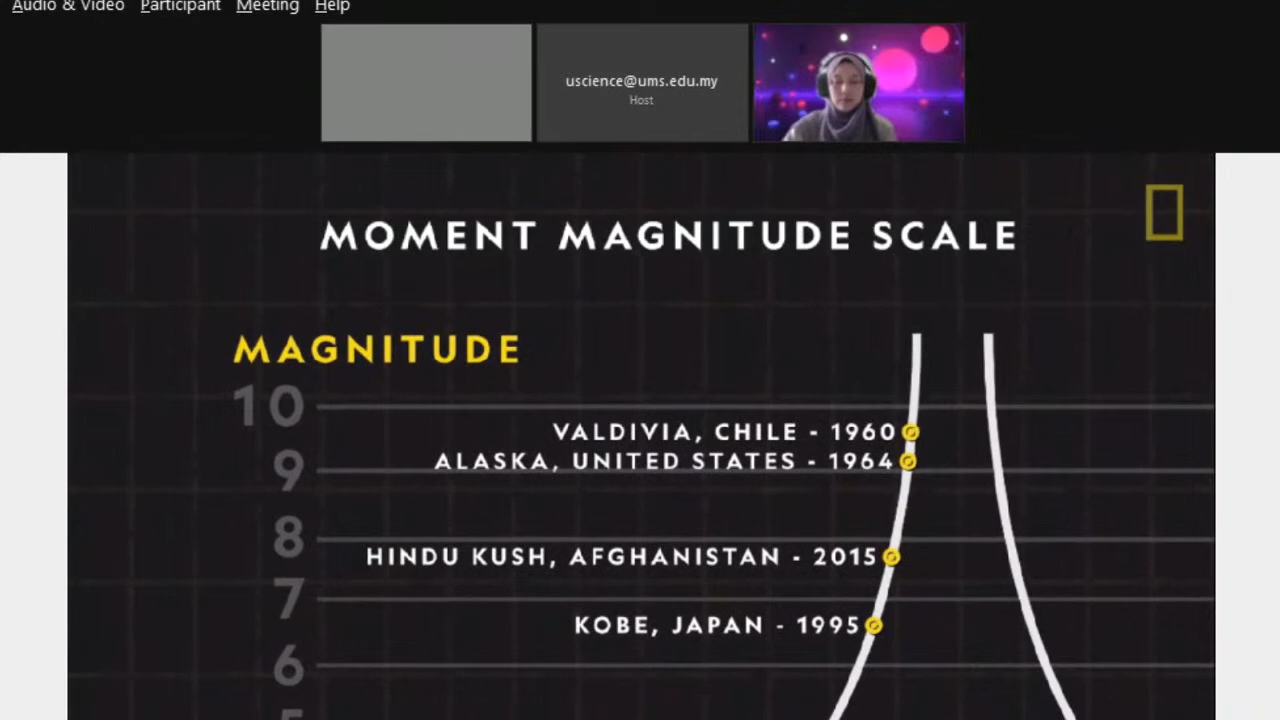 Audio & Video Participant Meeting Help
uscience@ums.edu.my
Host
MOMENT MAGNITUDE SCALE
MAGNITUDE
10
VALDIVIA, CHILE - 1960
ALASKA, UNITED STATES - 1964
9
8
HINDU KUSH, AFGHANISTAN - 2015
7
KOBE, JAPAN - 1995
6